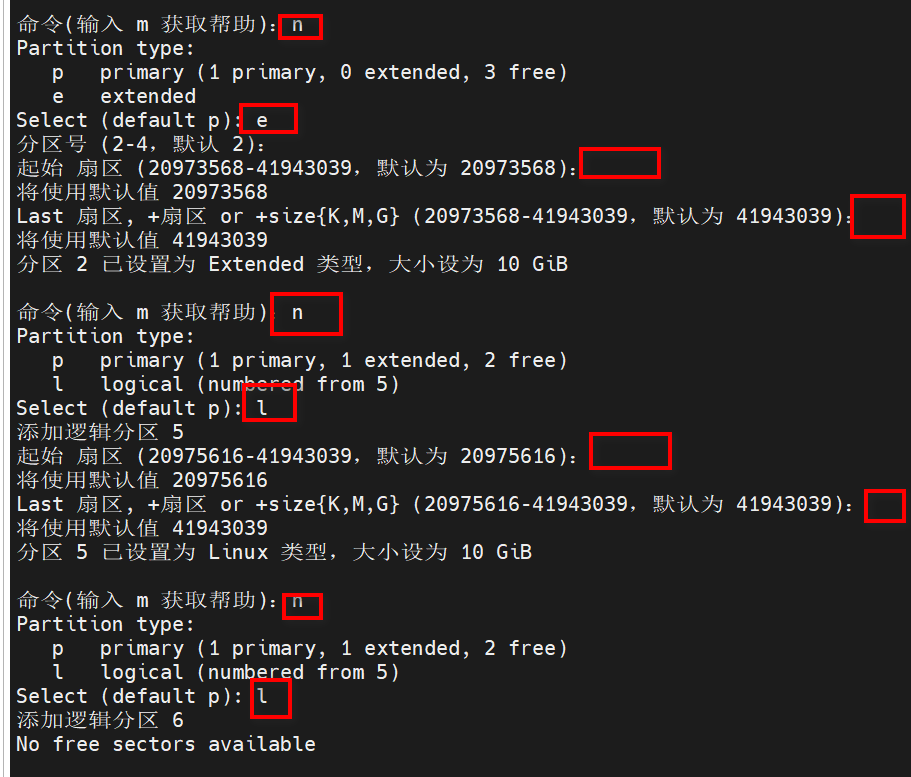 命令(输入 m 获取帮助)：n
Partition type:
   p   primary (1 primary, 0 extended, 3 free)
   e   extended
Select (default p): e
分区号 (2-4，默认 2)：
起始 扇区 (20973568-41943039，默认为 20973568)：
将使用默认值 20973568
Last 扇区, +扇区 or +size{K,M,G} (20973568-41943039，默认为 41943039)：
将使用默认值 41943039
分区 2 已设置为 Extended 类型，大小设为 10 GiB
命令(输入 m 获取帮助)：n
Partition type:
   p   primary (1 primary, 1 extended, 2 free)
   l   logical (numbered from 5)
Select (default p): l
添加逻辑分区 5
起始 扇区 (20975616-41943039，默认为 20975616)：
将使用默认值 20975616
Last 扇区, +扇区 or +size{K,M,G} (20975616-41943039，默认为 41943039)：
将使用默认值 41943039
分区 5 已设置为 Linux 类型，大小设为 10 GiB
命令(输入 m 获取帮助)：n
Partition type:
   p   primary (1 primary, 1 extended, 2 free)
   l   logical (numbered from 5)
Select (default p): l
添加逻辑分区 6
No free sectors available